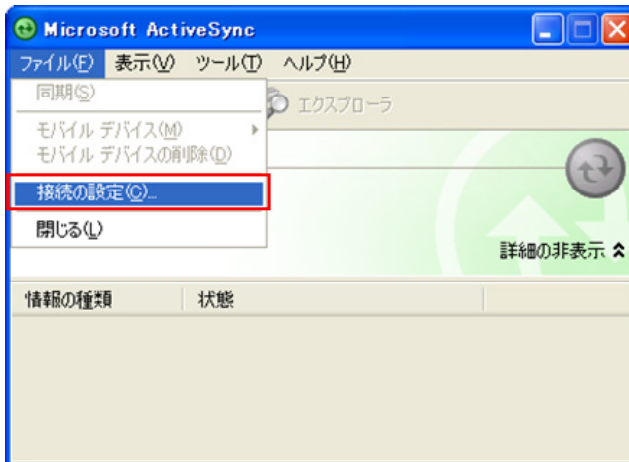 Microsoft ActiveSync
ファイル(F) 表示(V) ツール(T) ヘルプ(H)
同期(S)
エクスプローラ
モバイル デバイス(M)
モバイル デバイスの削除(D)
接続の設定(C)...
閉じる(L)
詳細の非表示
情報の種類 状態